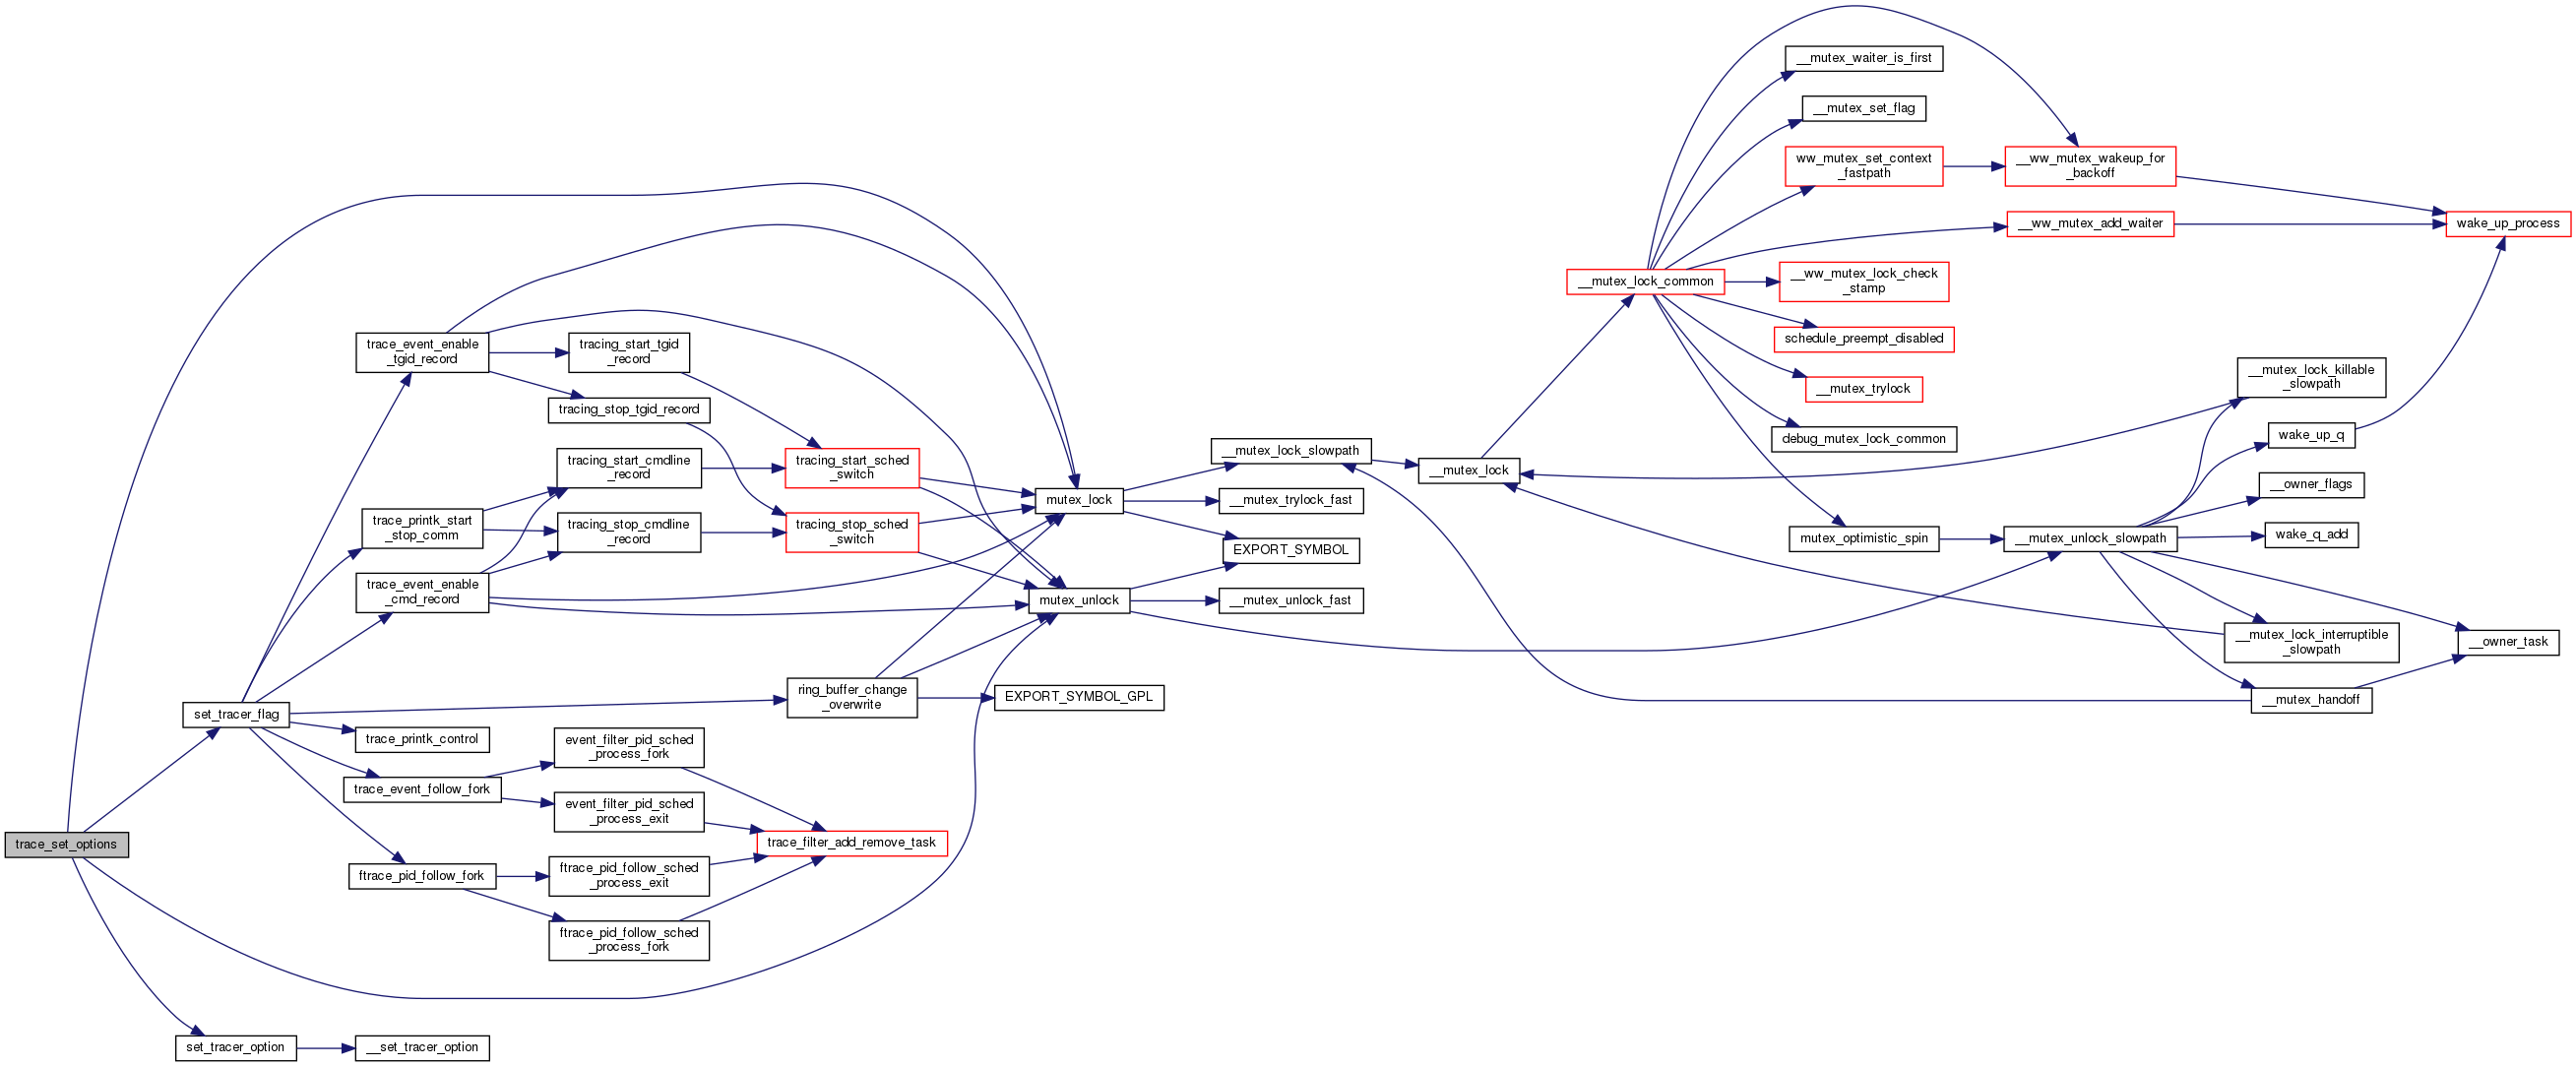 trace_set_options
set_tracer_flag
set_tracer_option
trace_event_enable
_tgid_record
trace_printk_start
_stop_comm
trace_event_enable
_cmd_record
trace_printk_control
trace_event_follow_fork
ftrace_pid_follow_fork
__set_tracer_option
tracing_start_tgid
_record
tracing_stop_tgid_record
tracing_start_cmdline
_record
tracing_stop_cmdline
_record
event_filter_pid_sched
_process_fork
event_filter_pid_sched
_process_exit
ftrace_pid_follow_sched
_process_exit
ftrace_pid_follow_sched
_process_fork
tracing_start_sched
_switch
tracing_stop_sched
_switch
ring_buffer_change
_overwrite
trace_filter_add_remove_task
mutex_lock
mutex_unlock
EXPORT_SYMBOL_GPL
__mutex_lock_slowpath
__mutex_trylock_fast
EXPORT_SYMBOL
__mutex_unlock_fast
__mutex_lock
__mutex_lock_common
__mutex_waiter_is_first
__mutex_set_flag
ww_mutex_set_context
_fastpath
__ww_mutex_lock_check
_stamp
schedule_preempt_disabled
__mutex_trylock
debug_mutex_lock_common
mutex_optimistic_spin
__ww_mutex_wakeup_for
_backoff
__ww_mutex_add_waiter
__mutex_unlock_slowpath
__mutex_lock_killable
_slowpath
wake_up_q
__owner_flags
wake_q_add
__mutex_lock_interruptible
_slowpath
__mutex_handoff
wake_up_process
__owner_task